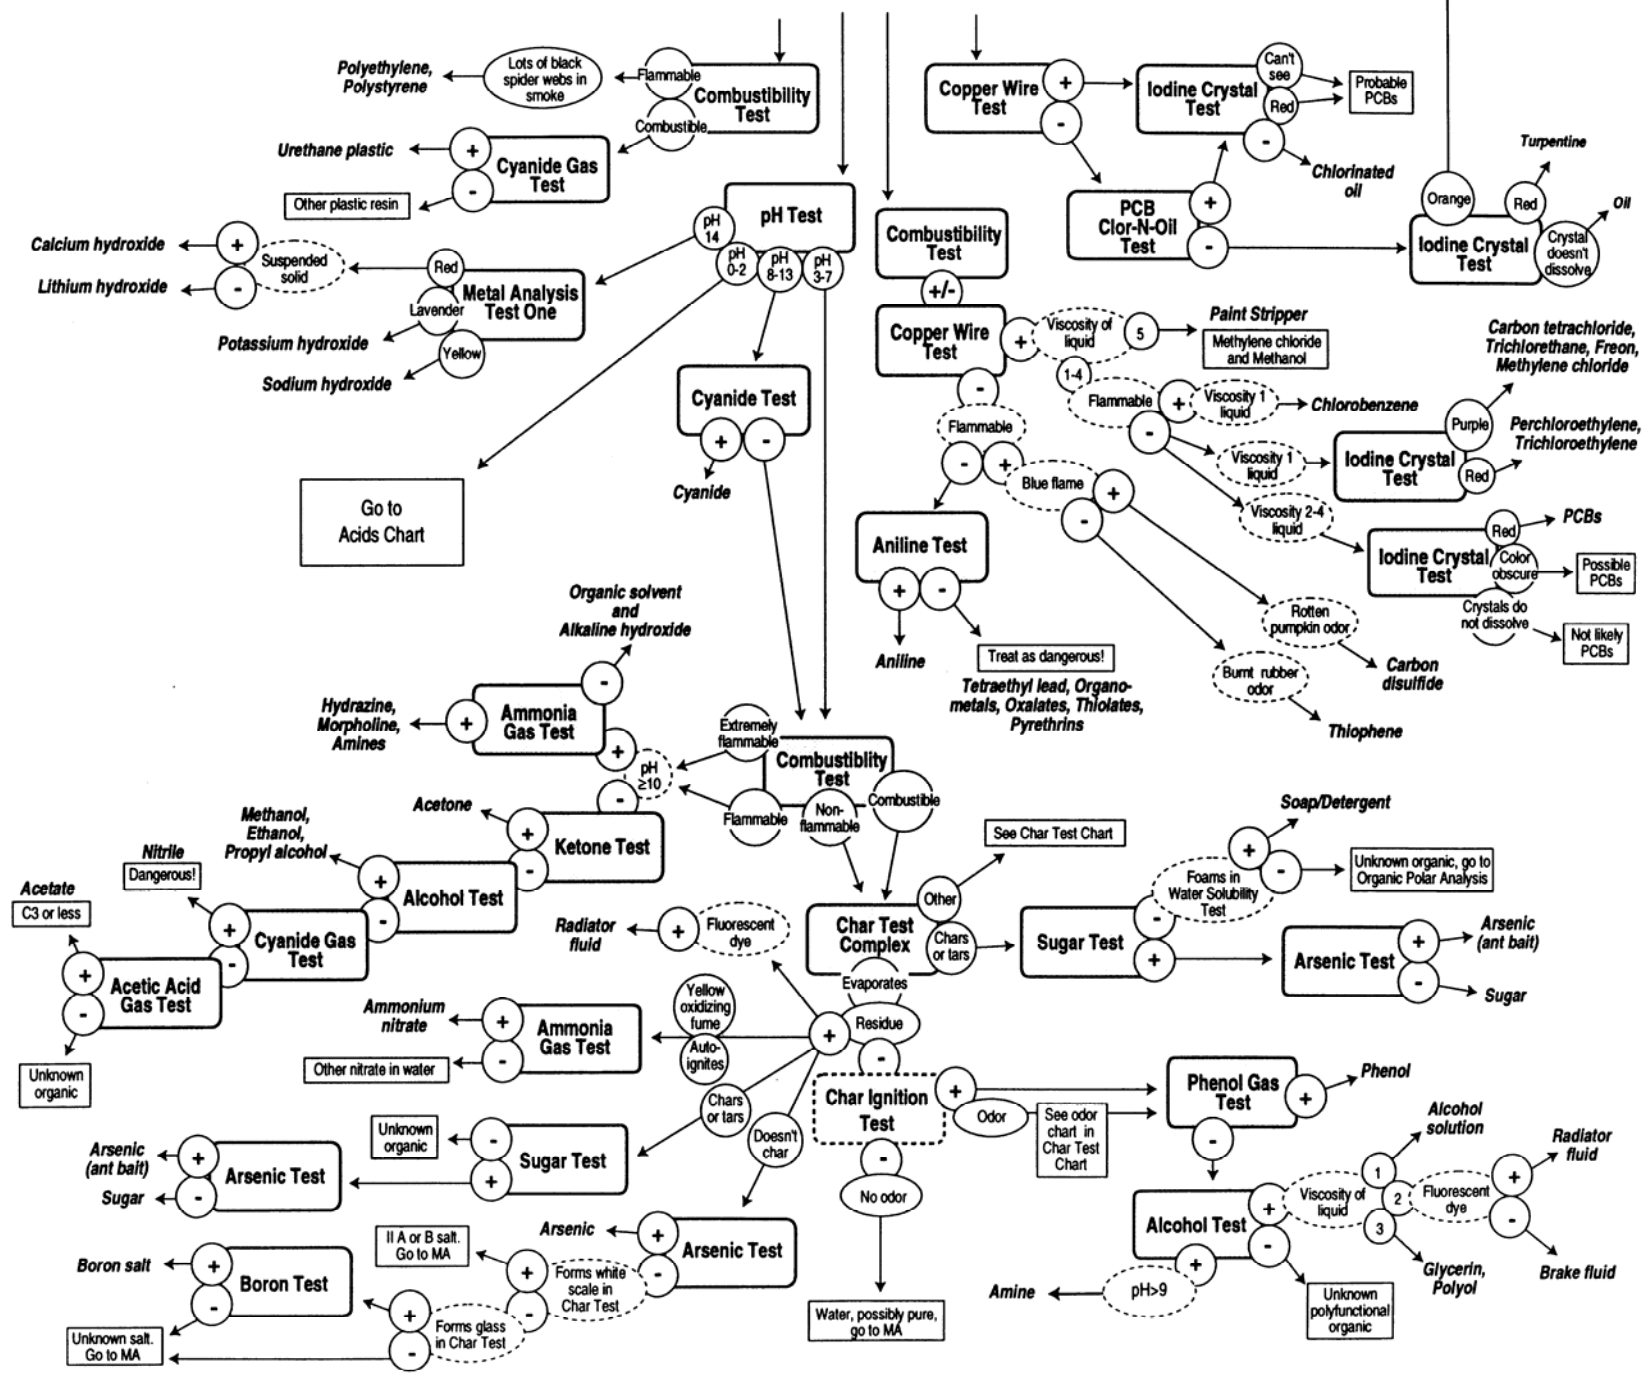 Polyethylene,
Polystyrene
Lots of black
spider webs in
smoke
Flammable
Combustibility
Test
Combustible
Urethane plastic
+
-
Cyanide Gas
Test
Other plastic resin
Calcium hydroxide
+
Lithium hydroxide
-
Suspended
solid
Red
Lavender
Yellow
Metal Analysis
Test One
Potassium hydroxide
Sodium hydroxide
pH Test
pH
14
pH
0-2
pH
8-13
pH
3-7
Go to
Acids Chart
Cyanide Test
+
-
Cyanide
Copper Wire
Test
+
-
Iodine Crystal
Test
Can't
see
Red
-
Probable
PCBs
Chlorinated
oil
PCB
Clor-N-Oil
Test
+
-
Orange
Red
Turpentine
Iodine Crystal
Test
Crystal
doesn't
dissolve
Oil
Combustibility
Test
+/-
Copper Wire
Test
+
-
Viscosity of
liquid
5
1-4
Paint Stripper
Methylene chloride
and Methanol
Flammable
+
-
Viscosity 1
liquid
Chlorobenzene
Viscosity 1
liquid
Iodine Crystal
Test
Purple
Red
Carbon tetrachloride,
Trichlorethane, Freon,
Methylene chloride
Perchloroethylene,
Trichloroethylene
Viscosity 2-4
liquid
Iodine Crystal
Test
Red
Color
obscure
Crystals do
not dissolve
PCBs
Possible
PCBs
Not likely
PCBs
Flammable
-
+
Blue flame
+
-
Rotten
pumpkin odor
Carbon
disulfide
Burnt rubber
odor
Thiophene
Aniline Test
+
-
Aniline
Treat as dangerous!
Tetraethyl lead, Organo-
metals, Oxalates, Thiolates,
Pyrethrins
Organic solvent
and
Alkaline hydroxide
-
Hydrazine,
Morpholine,
Amines
+
Ammonia
Gas Test
+
pH
≥10
-
Extremely
flammable
Combustiblity
Test
Flammable
Non-
flammable
Combustible
Acetone
+
-
Ketone Test
Methanol,
Ethanol,
Propyl alcohol
+
-
Alcohol Test
Nitrile
Dangerous!
+
-
Cyanide Gas
Test
Acetate
C3 or less
+
-
Acetic Acid
Gas Test
Unknown
organic
See Char Test Chart
Other
Char Test
Complex
Chars
or tars
Evaporates
Residue
+
-
Sugar Test
-
+
Foams in
Water Solubility
Test
+
-
Soap/Detergent
Unknown organic, go to
Organic Polar Analysis
Arsenic Test
+
-
Arsenic
(ant bait)
Sugar
Radiator
fluid
+
Fluorescent
dye
Yellow
oxidizing
fume
Auto-
ignites
Ammonium
nitrate
+
-
Ammonia
Gas Test
Other nitrate in water
Chars
or tars
Doesn't
char
Unknown
organic
-
+
Sugar Test
Arsenic
(ant bait)
+
Sugar
-
Arsenic Test
Arsenic
+
-
Arsenic Test
II A or B salt.
Go to MA
+
-
Forms white
scale in
Char Test
Boron salt
+
-
Boron Test
+
-
Forms glass
in Char Test
Unknown salt.
Go to MA
Char Ignition
Test
+
Odor
-
No odor
Water, possibly pure,
go to MA
See odor
chart in
Char Test
Chart
Phenol Gas
Test
+
-
Phenol
Alcohol Test
+
-
+
pH>9
Amine
Viscosity of
liquid
1
2
3
Alcohol
solution
Fluorescent
dye
+
-
Radiator
fluid
Brake fluid
Glycerin,
Polyol
Unknown
polyfunctional
organic